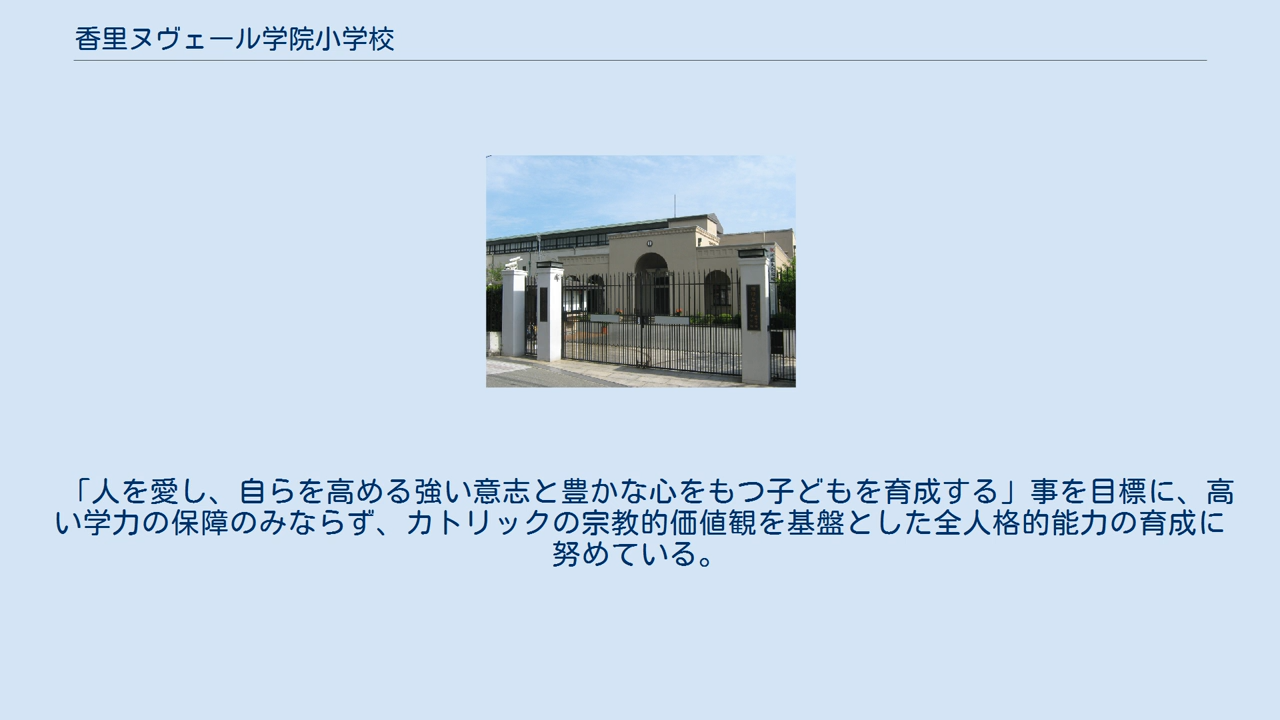 香里ヌヴェール学院小学校
「人を愛し、自らを高める強い意志と豊かな心をもつ子どもを育成する」事を目標に、高
い学力の保障のみならず、カトリックの宗教的価値観を基盤とした全人格的能力の育成に
努めている。